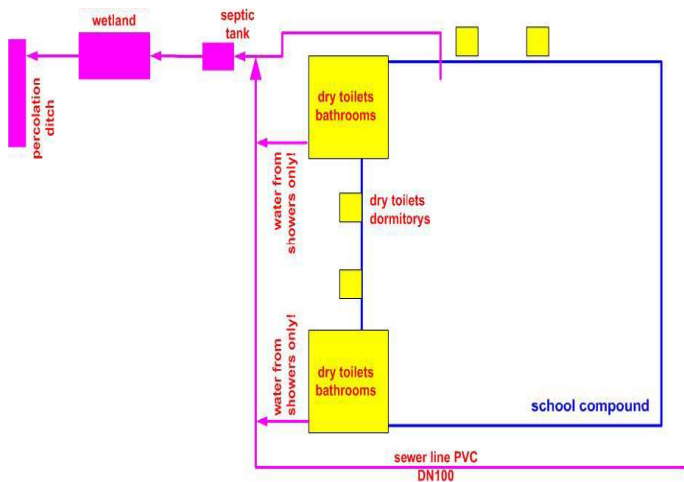 wetland
septic
tank
percolation
ditch
dry toilets
bathrooms
water from
showers only!
dry toilets
dormitorys
water from
showers only!
dry toilets
bathrooms
school compound
sewer line PVC
DN100